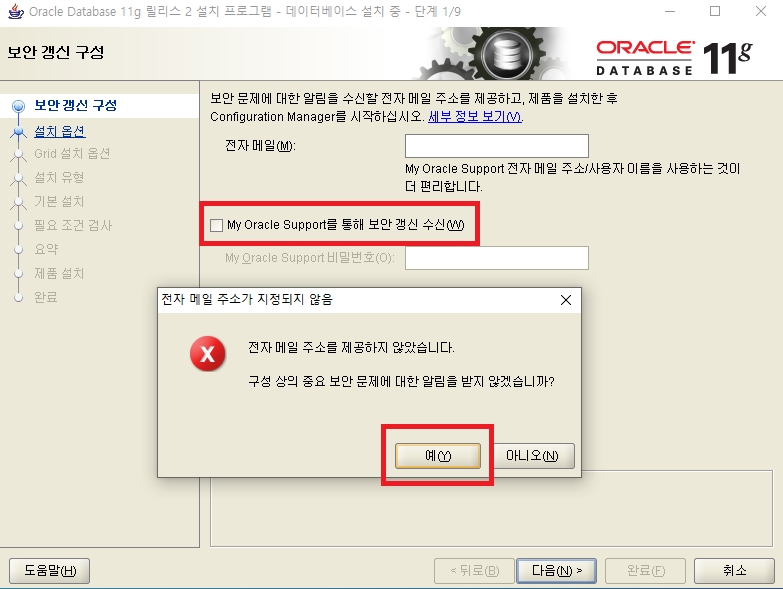 Oracle Database 11g 릴리스 2 설치 프로그램 - 데이터베이스 설치 중 - 단계 1/9
보안 갱신 구성
ORACLE
DATABASE 11g
보안 갱신 구성
설치 옵션
Grid 설치 옵션
설치 유형
기본 설치
필요 조건 검사
요약
제품 설치
완료
보안 문제에 대한 알림을 수신할 전자 메일 주소를 제공하고, 제품을 설치한 후
Configuration Manager를 시작하십시오. 세부 정보 보기(V).
전자 메일(M):
My Oracle Support 전자 메일 주소/사용자 이름을 사용하는 것이
더 편리합니다.
My Oracle Support를 통해 보안 갱신 수신(W)
My Oracle Support 비밀번호(O):
전자 메일 주소가 지정되지 않음
전자 메일 주소를 제공하지 않았습니다.
구성 상의 중요 보안 문제에 대한 알림을 받지 않겠습니까?
예(Y)
아니오(N)
도움말(H)
< 뒤로(B)
다음(N) >
완료(F)
취소